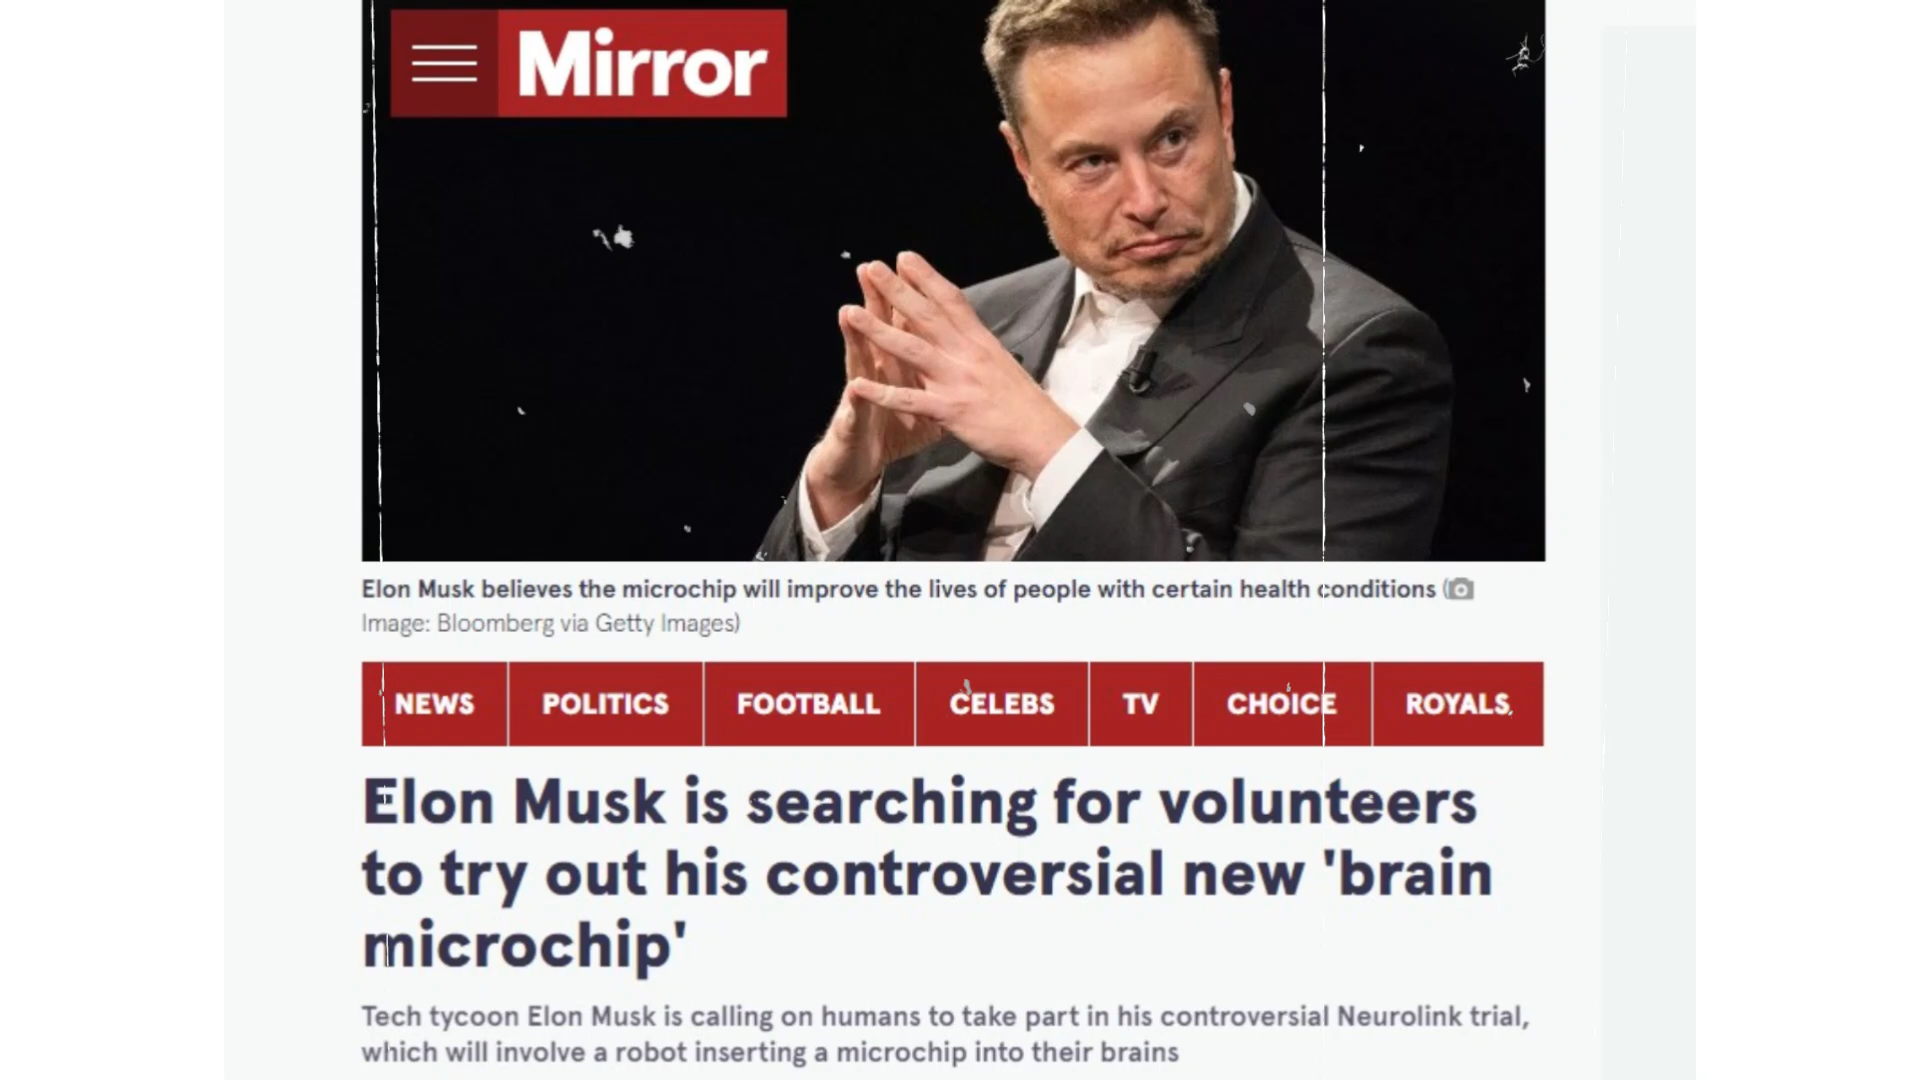 Mirror
Elon Musk believes the microchip will improve the lives of people with certain health conditions (
Image: Bloomberg via Getty Images)
NEWS POLITICS FOOTBALL CELEBS TV CHOICE ROYALS
Elon Musk is searching for volunteers
to try out his controversial new 'brain
microchip'
Tech tycoon Elon Musk is calling on humans to take part in his controversial Neurolink trial,
which will involve a robot inserting a microchip into their brains